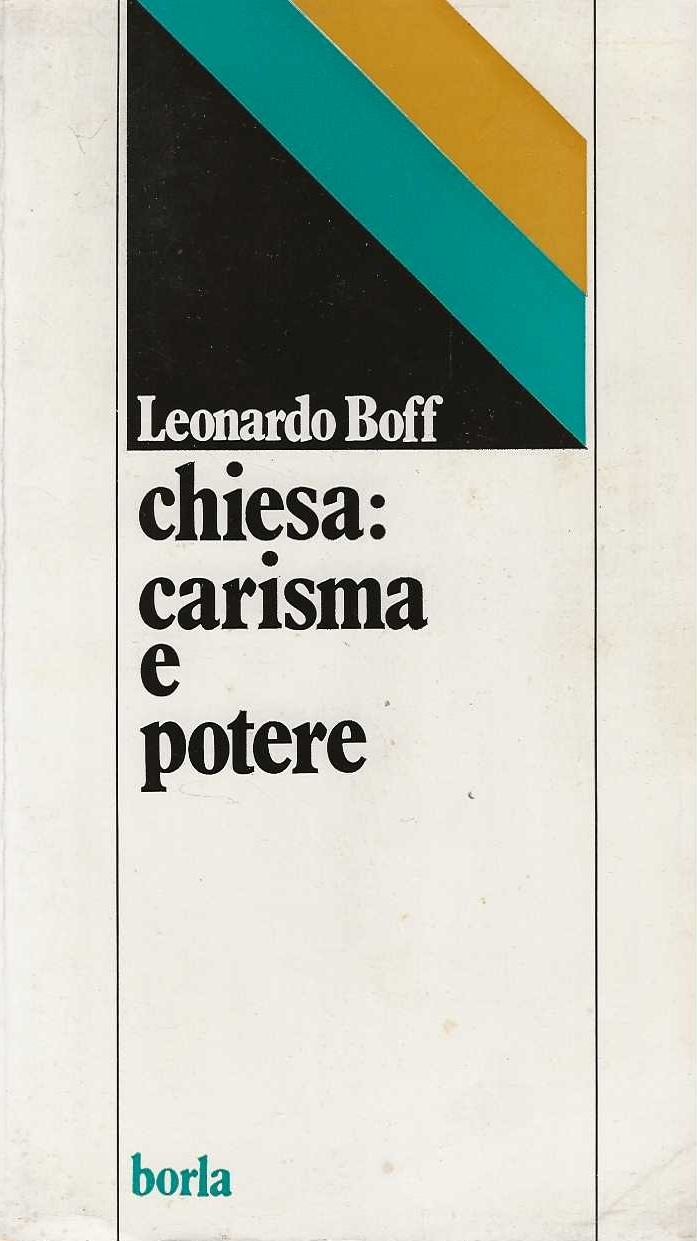 Leonardo Boff
chiesa:
carisma
e
potere
borla